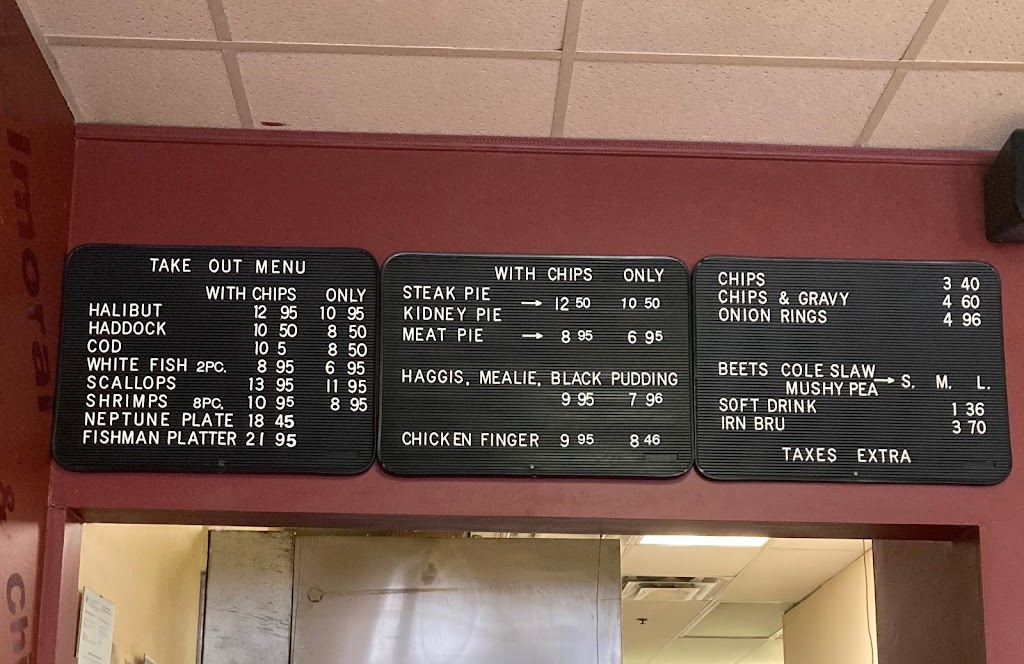 TAKE OUT MENU
WITH CHIPS ONLY
HALIBUT 12 95 10 95
HADDOCK 10 50 8 50
COD 10 5 8 50
WHITE FISH 2PC. 8 95 6 95
SCALLOPS 13 95 11 95
SHRIMPS 8PC. 10 95 8 95
NEPTUNE PLATE 18 45
FISHMAN PLATTER 21 95
WITH CHIPS ONLY
STEAK PIE → 12 50 10 50
KIDNEY PIE
MEAT PIE → 8 95 6 95
HAGGIS, MEALIE, BLACK PUDDING
9 95 7 96
CHICKEN FINGER 9 95 8 46
CHIPS 3 40
CHIPS & GRAVY 4 60
ONION RINGS 4 96
BEETS COLE SLAW → S. M. L.
MUSHY PEA
SOFT DRINK 1 36
IRN BRU 3 70
TAXES EXTRA